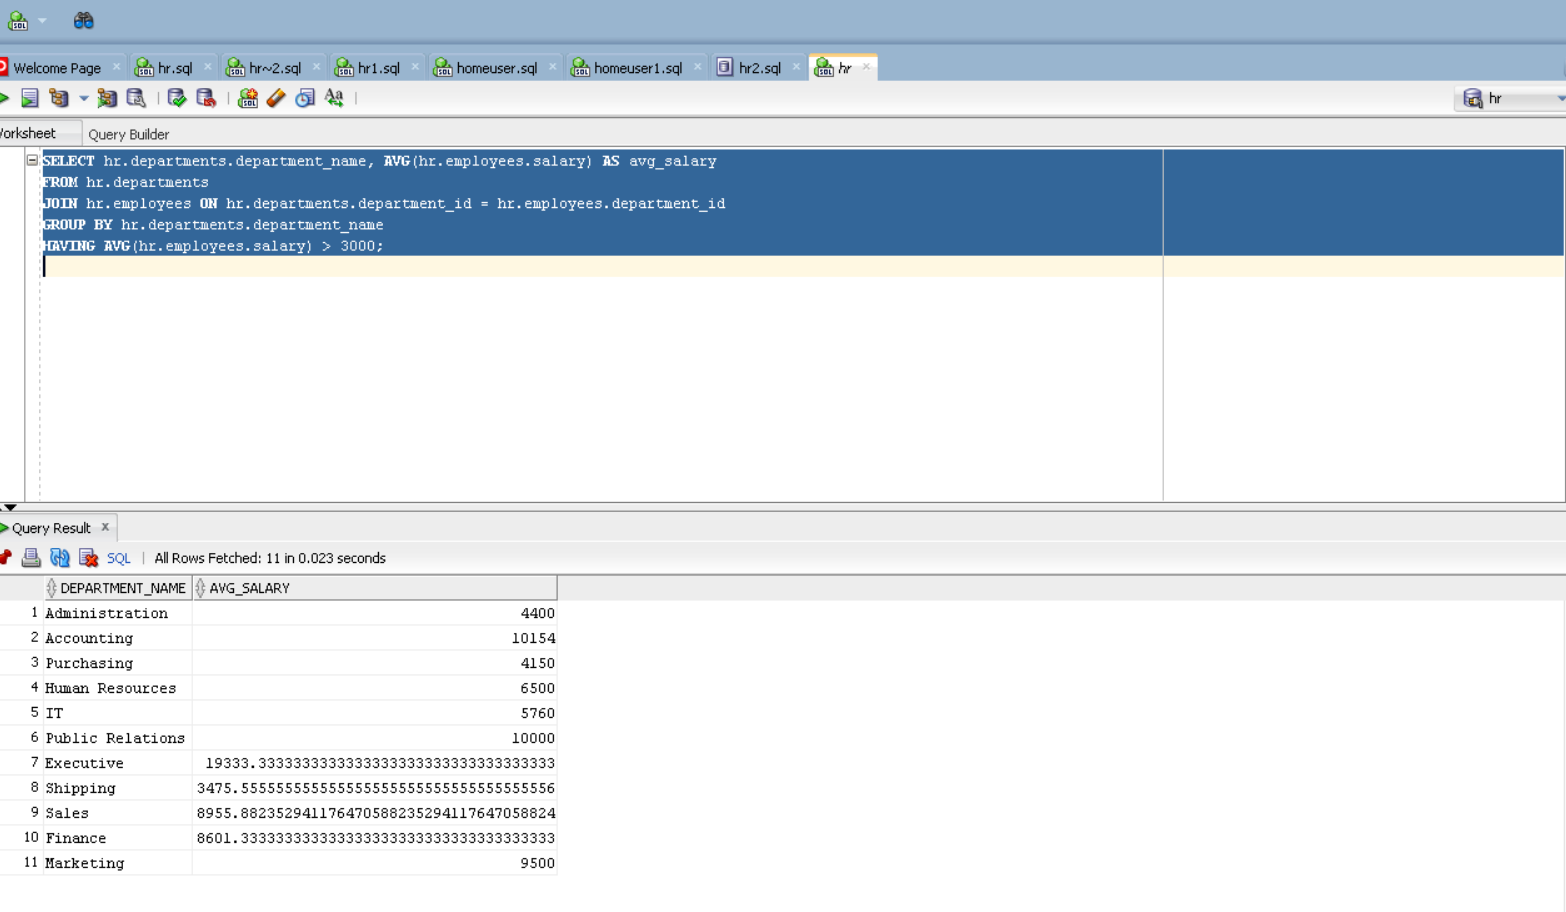 Welcome Page hr.sql hr~2.sql hr1.sql homeuser.sql homeuser1.sql hr2.sql hr
hr
Worksheet Query Builder
SELECT hr.departments.department_name, AVG(hr.employees.salary) AS avg_salary
FROM hr.departments
JOIN hr.employees ON hr.departments.department_id = hr.employees.department_id
GROUP BY hr.departments.department_name
HAVING AVG(hr.employees.salary) > 3000;
Query Result x
SQL | All Rows Fetched: 11 in 0.023 seconds
DEPARTMENT_NAME AVG_SALARY
1 Administration 4400
2 Accounting 10154
3 Purchasing 4150
4 Human Resources 6500
5 IT 5760
6 Public Relations 10000
7 Executive 19333.3333333333333333333333333333333333
8 Shipping 3475.55555555555555555555555555555555556
9 Sales 8955.88235294117647058823529411764705882
10 Finance 8601.33333333333333333333333333333333333
11 Marketing 9500